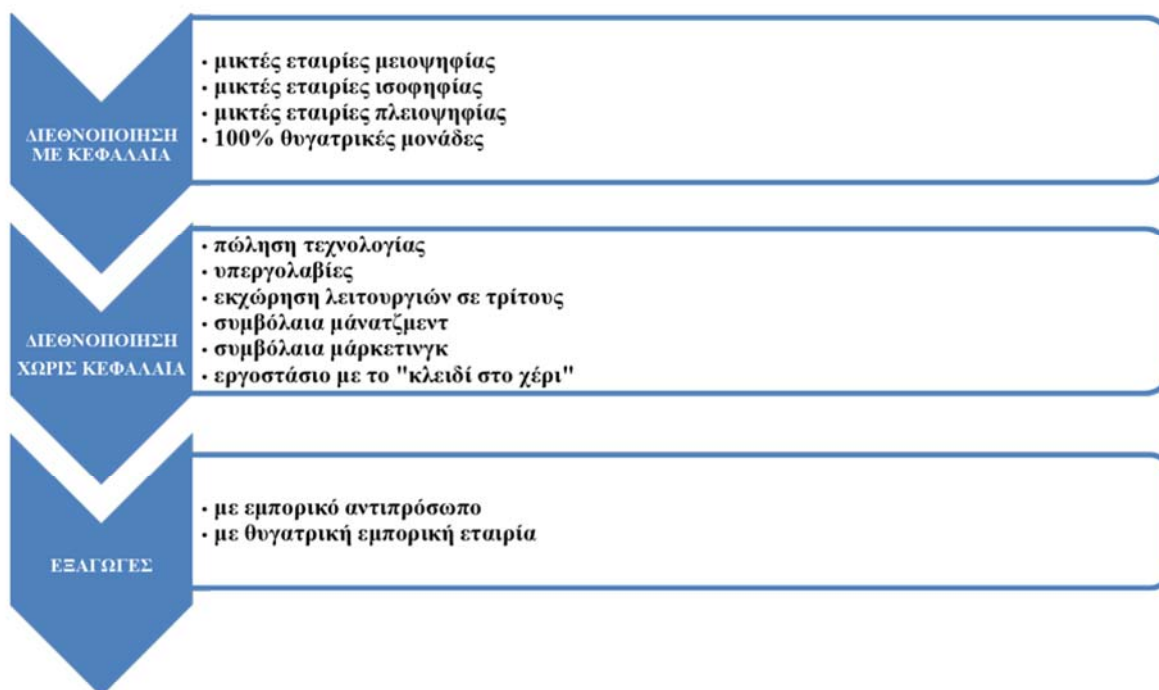 ΔΙΕΘΝΟΠΟΙΗΣΗ
ΜΕ ΚΕΦΑΛΑΙΑ
· μικτές εταιρίες μειοψηφίας
· μικτές εταιρίες ισοφηφίας
· μικτές εταιρίες πλειοψηφίας
· 100% θυγατρικές μονάδες
ΔΙΕΘΝΟΠΟΙΗΣΗ
ΧΩΡΙΣ ΚΕΦΑΛΑΙΑ
· πώληση τεχνολογίας
· υπεργολαβίες
· εκχώρηση λειτουργιών σε τρίτους
· συμβόλαια μάνατζμεντ
· συμβόλαια μάρκετινγκ
· εργοστάσιο με το "κλειδί στο χέρι"
ΕΞΑΓΩΓΕΣ
· με εμπορικό αντιπρόσωπο
· με θυγατρική εμπορική εταιρία